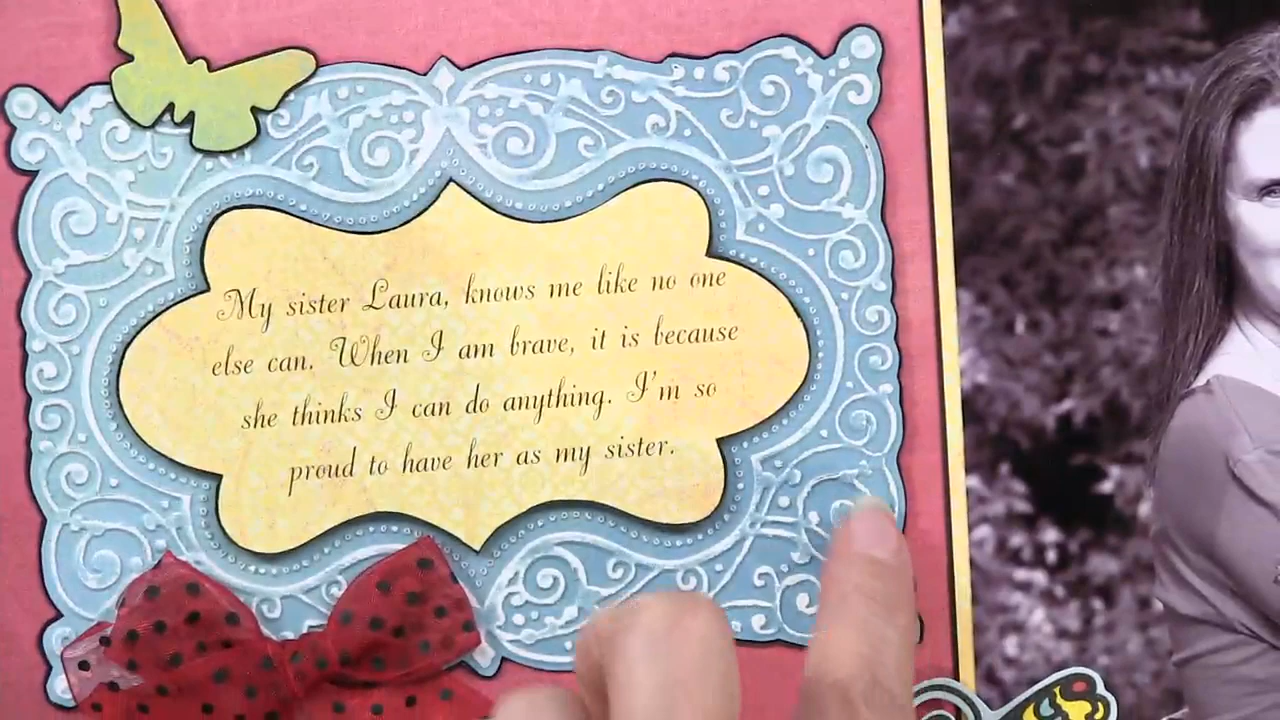 My sister Laura, knows me like no one
else can. When I am brave, it is because
she thinks I can do anything. I'm so
proud to have her as my sister.